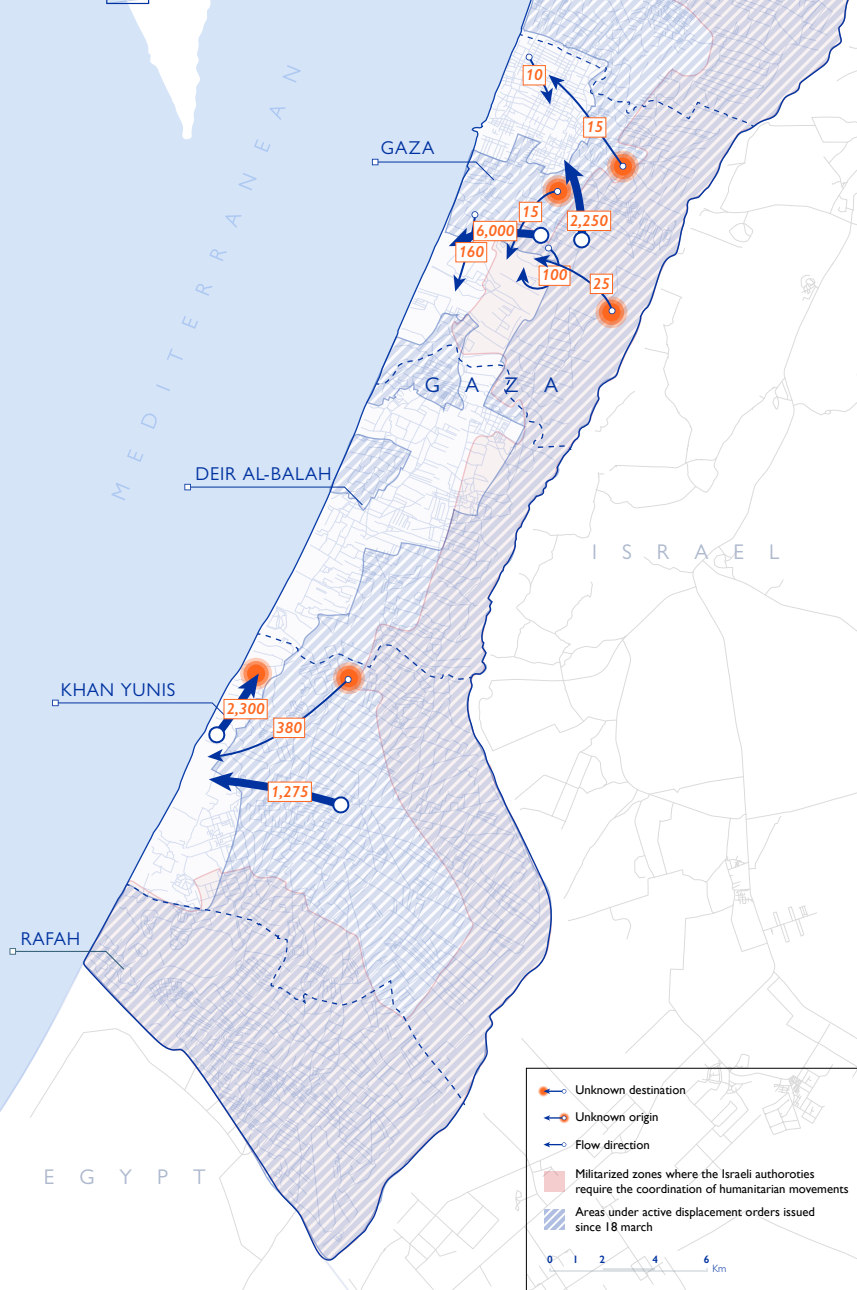 MEDITERRANEAN
10
15
GAZA
15
2,250
6,000
160
100
25
GAZA
DEIR AL-BALAH
ISRAEL
KHAN YUNIS
2,300
380
1,275
RAFAH
EGYPT
Unknown destination
Unknown origin
Flow direction
Militarized zones where the Israeli authoroties
require the coordination of humanitarian movements
Areas under active displacement orders issued
since 18 march
0 1 2 4 6
Km